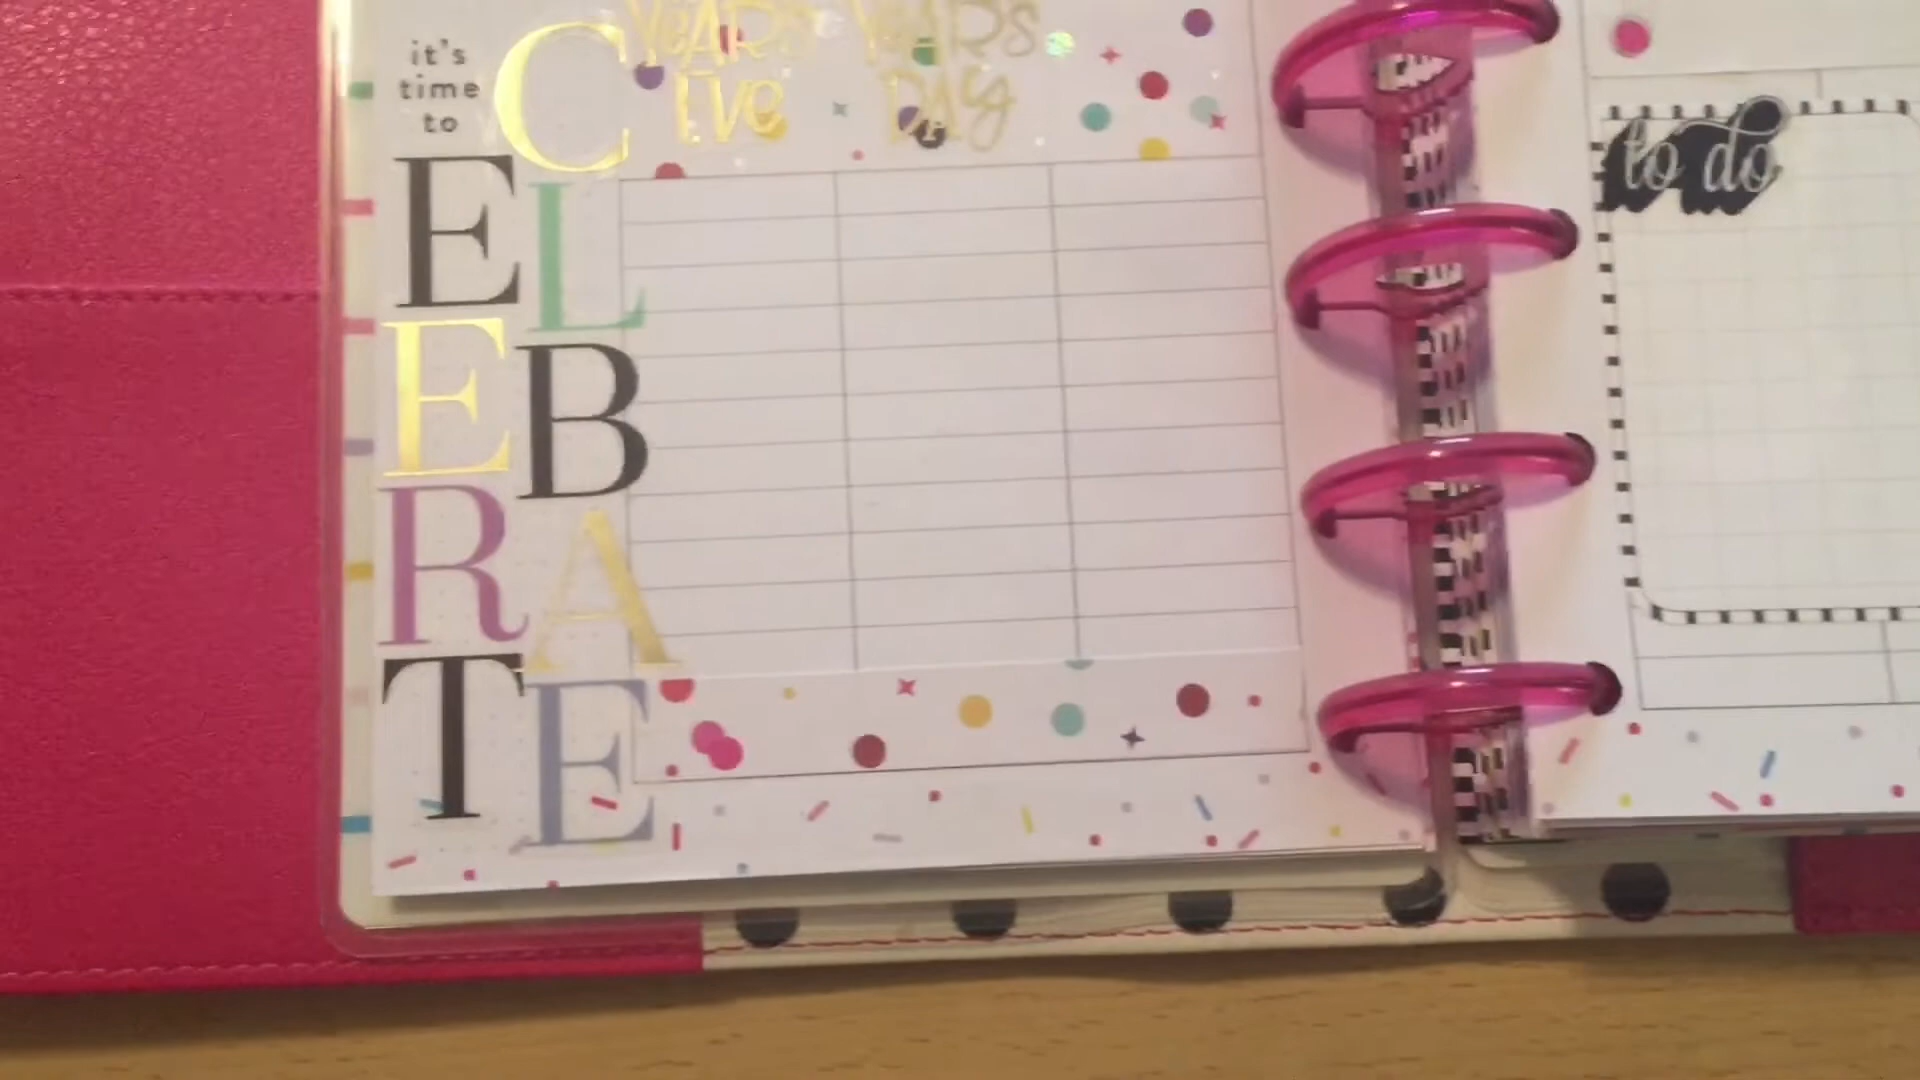 it's
time
to
CELEBRATE
YEARS YEARS
EVE DAY
to do